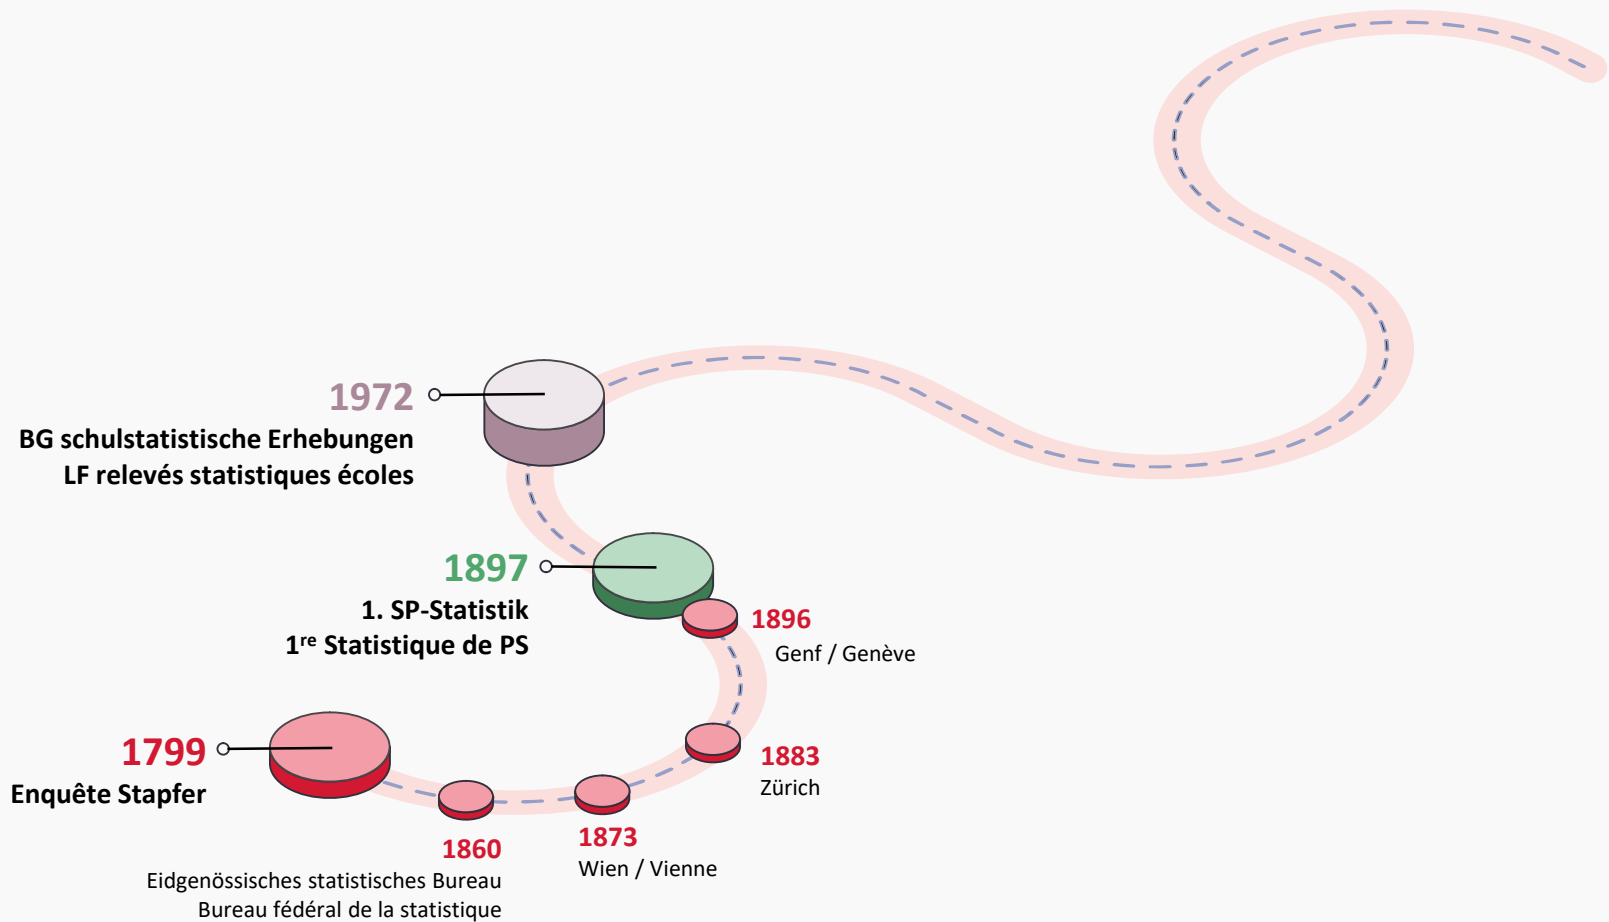 1972
BG schulstatistische Erhebungen
LF relevés statistiques écoles
1897
1. SP-Statistik
1re Statistique de PS
1896
Genf / Genève
1799
Enquête Stapfer
1883
Zürich
1873
Wien / Vienne
1860
Eidgenössisches statistisches Bureau
Bureau fédéral de la statistique